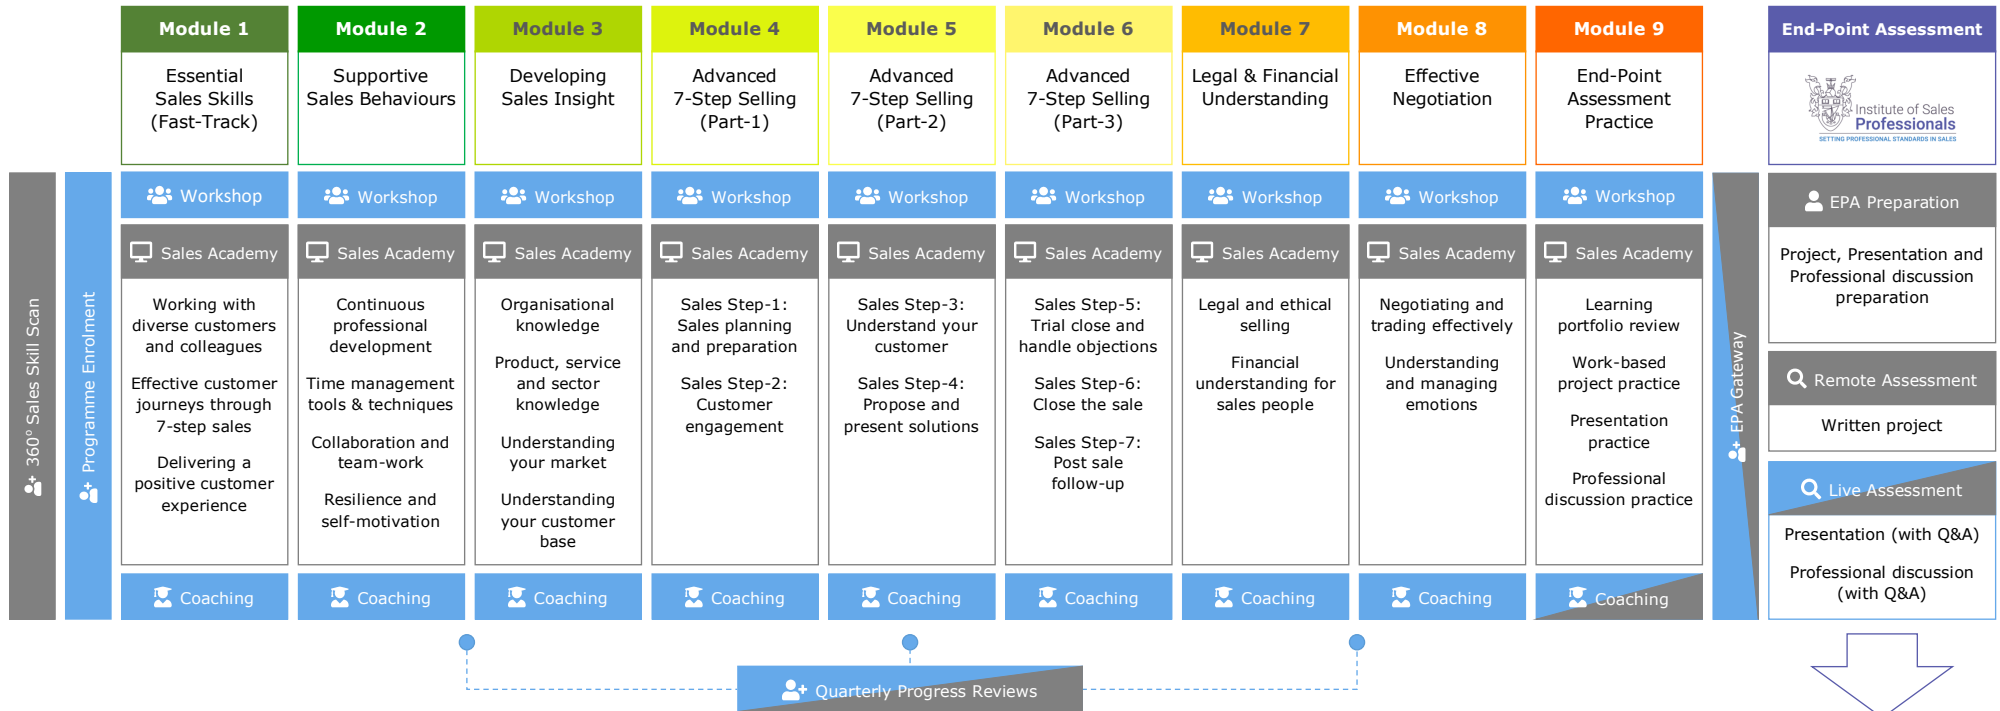 Module 1
Essential
Sales Skills
(Fast-Track)
Module 2
Supportive
Sales Behaviours
Module 3
Developing
Sales Insight
Module 4
Advanced
7-Step Selling
(Part-1)
Module 5
Advanced
7-Step Selling
(Part-2)
Module 6
Advanced
7-Step Selling
(Part-3)
Module 7
Legal & Financial
Understanding
Module 8
Effective
Negotiation
Module 9
End-Point
Assessment
Practice
End-Point Assessment
Institute of Sales
Professionals
SETTING PROFESSIONAL STANDARDS IN SALES
360° Sales Skill Scan
Programme Enrolment
Workshop
Sales Academy
Working with
diverse customers
and colleagues
Effective customer
journeys through
7-step sales
Delivering a
positive customer
experience
Coaching
Workshop
Sales Academy
Continuous
professional
development
Time management
tools & techniques
Collaboration and
team-work
Resilience and
self-motivation
Coaching
Workshop
Sales Academy
Organisational
knowledge
Product, service
and sector
knowledge
Understanding
your market
Understanding
your customer
base
Coaching
Workshop
Sales Academy
Sales Step-1:
Sales planning
and preparation
Sales Step-2:
Customer
engagement
Coaching
Workshop
Sales Academy
Sales Step-3:
Understand your
customer
Sales Step-4:
Propose and
present solutions
Coaching
Workshop
Sales Academy
Sales Step-5:
Trial close and
handle objections
Sales Step-6:
Close the sale
Sales Step-7:
Post sale
follow-up
Coaching
Workshop
Sales Academy
Legal and ethical
selling
Financial
understanding for
sales people
Coaching
Workshop
Sales Academy
Negotiating and
trading effectively
Understanding
and managing
emotions
Coaching
Workshop
Sales Academy
Learning
portfolio review
Work-based
project practice
Presentation
practice
Professional
discussion practice
Coaching
EPA Gateway
EPA Preparation
Project, Presentation and
Professional discussion
preparation
Remote Assessment
Written project
Live Assessment
Presentation (with Q&A)
Professional discussion
(with Q&A)
Quarterly Progress Reviews